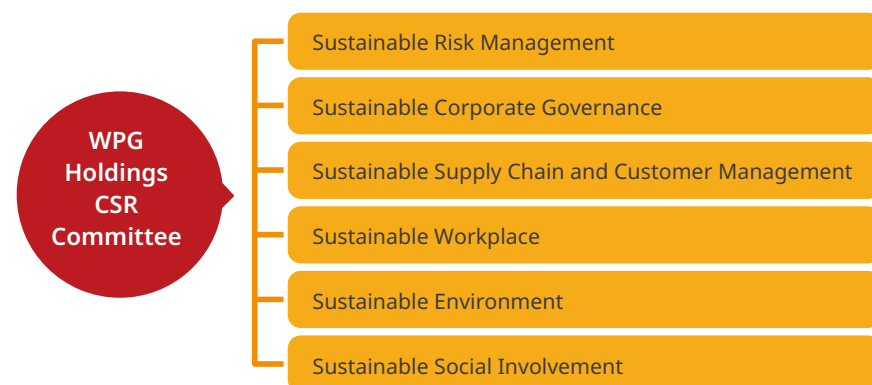 WPG
Holdings
CSR
Committee
Sustainable Risk Management
Sustainable Corporate Governance
Sustainable Supply Chain and Customer Management
Sustainable Workplace
Sustainable Environment
Sustainable Social Involvement